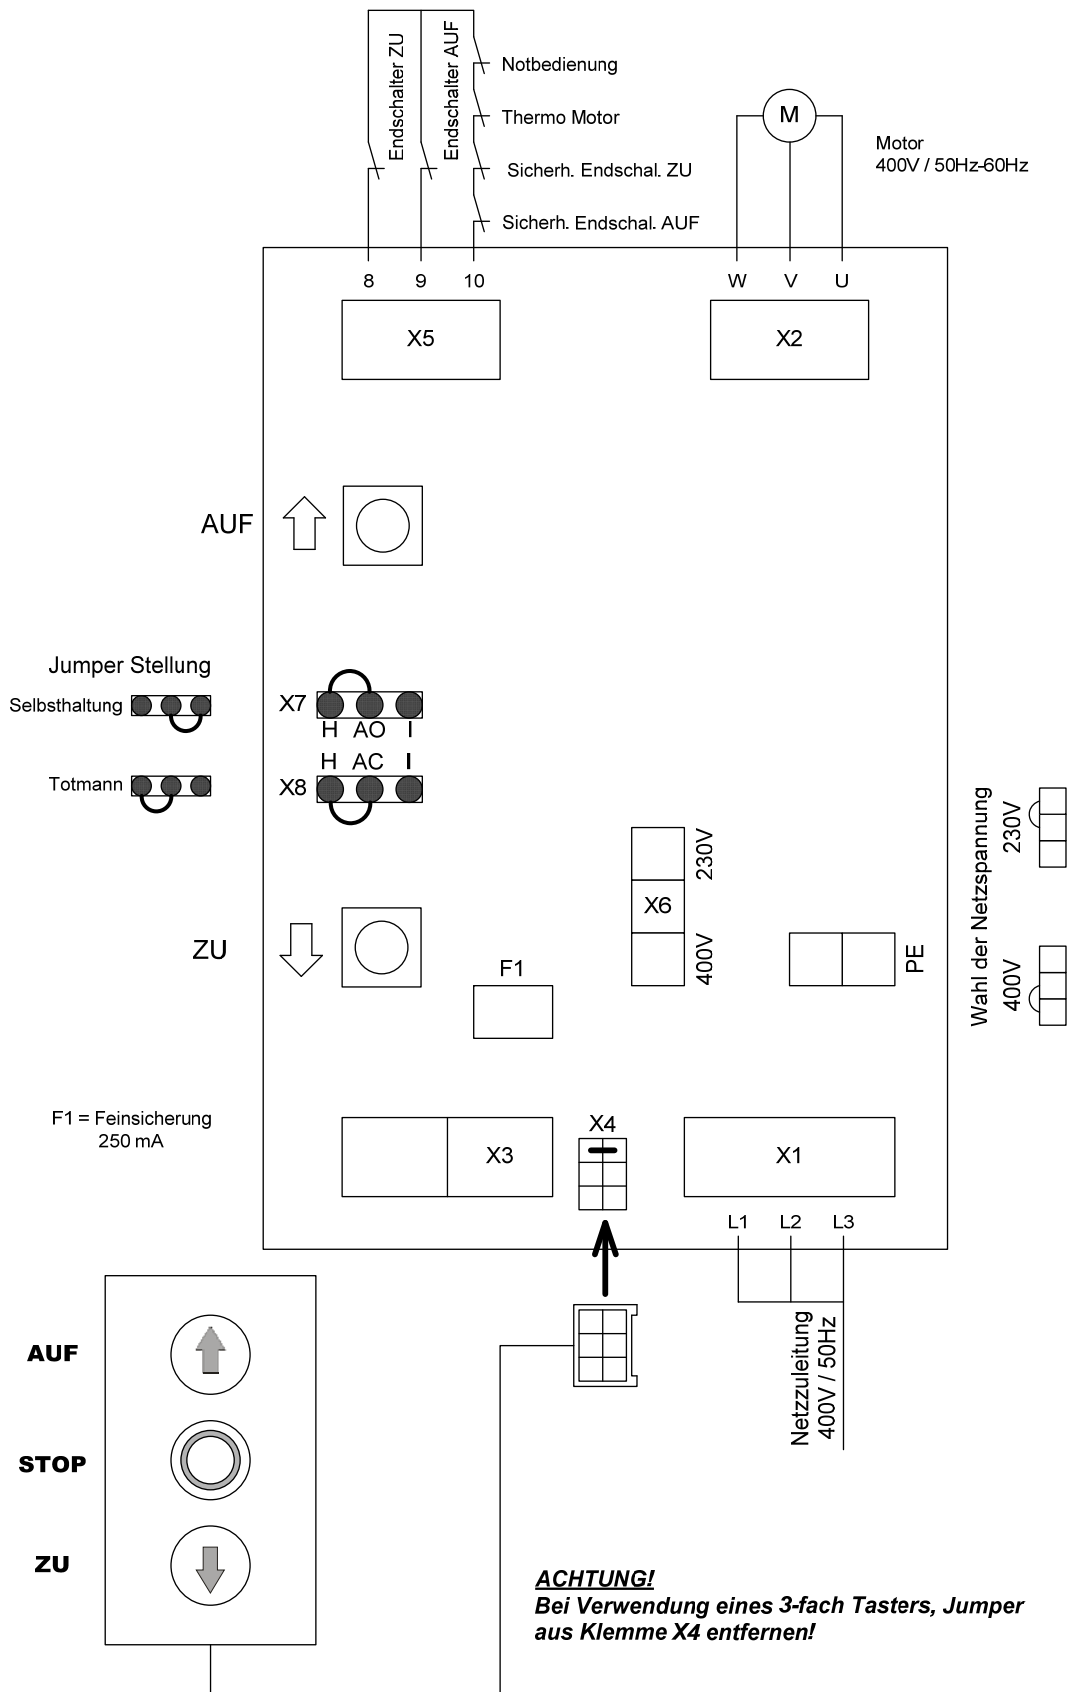 Endschalter ZU
Endschalter AUF
Notbedienung
Thermo Motor
Sicherh. Endschal. ZU
Sicherh. Endschal. AUF
M
Motor
400V / 50Hz-60Hz
8 9 10
W V U
X5
X2
AUF
Jumper Stellung
Selbsthaltung
X7
H AO I
H AC I
Totmann
X8
230V
X6
400V
Wahl der Netzspannung
230V
400V
ZU
F1
PE
F1 = Feinsicherung
250 mA
X3
X4
X1
L1 L2 L3
Netzzuleitung
400V / 50Hz
AUF
STOP
ZU
ACHTUNG!
Bei Verwendung eines 3-fach Tasters, Jumper
aus Klemme X4 entfernen!